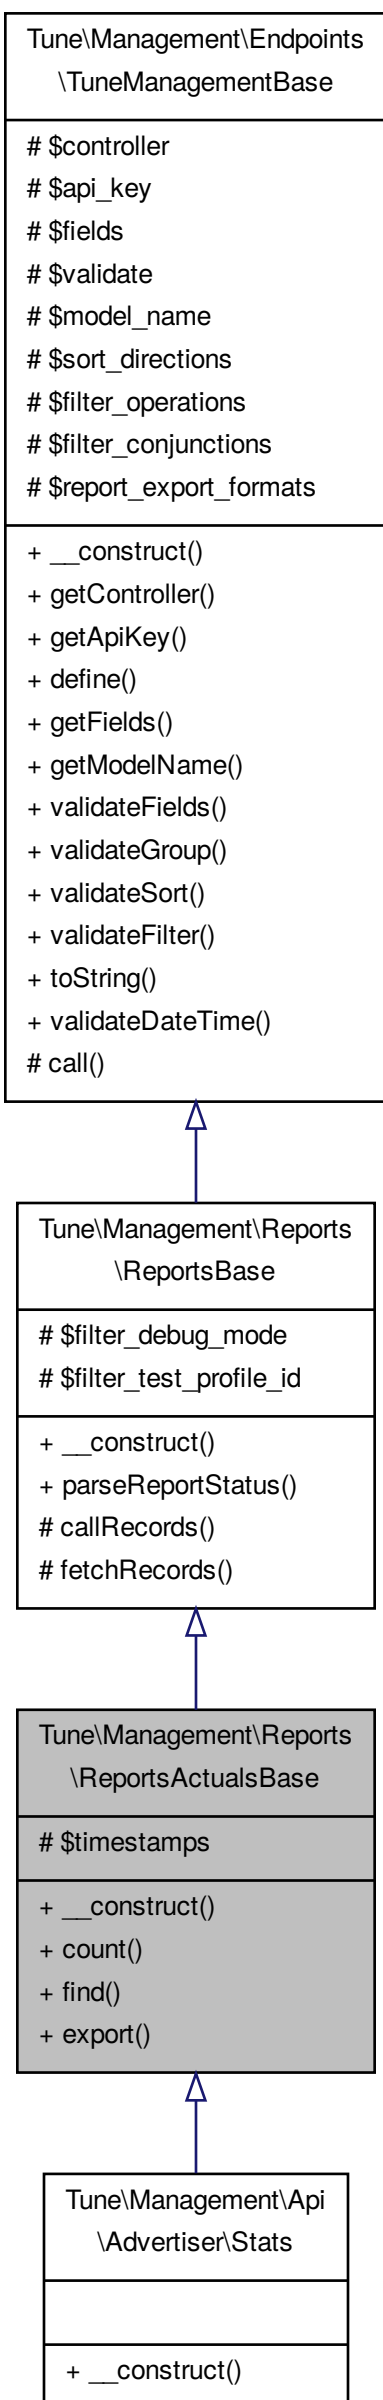 Tune\Management\Endpoints
\TuneManagementBase
# $controller
# $api_key
# $fields
# $validate
# $model_name
# $sort_directions
# $filter_operations
# $filter_conjunctions
# $report_export_formats
+ __construct()
+ getController()
+ getApiKey()
+ define()
+ getFields()
+ getModelName()
+ validateFields()
+ validateGroup()
+ validateSort()
+ validateFilter()
+ toString()
+ validateDateTime()
# call()
Tune\Management\Reports
\ReportsBase
# $filter_debug_mode
# $filter_test_profile_id
+ __construct()
+ parseReportStatus()
# callRecords()
# fetchRecords()
Tune\Management\Reports
\ReportsActualsBase
# $timestamps
+ __construct()
+ count()
+ find()
+ export()
Tune\Management\Api
\Advertiser\Stats
+ __construct()